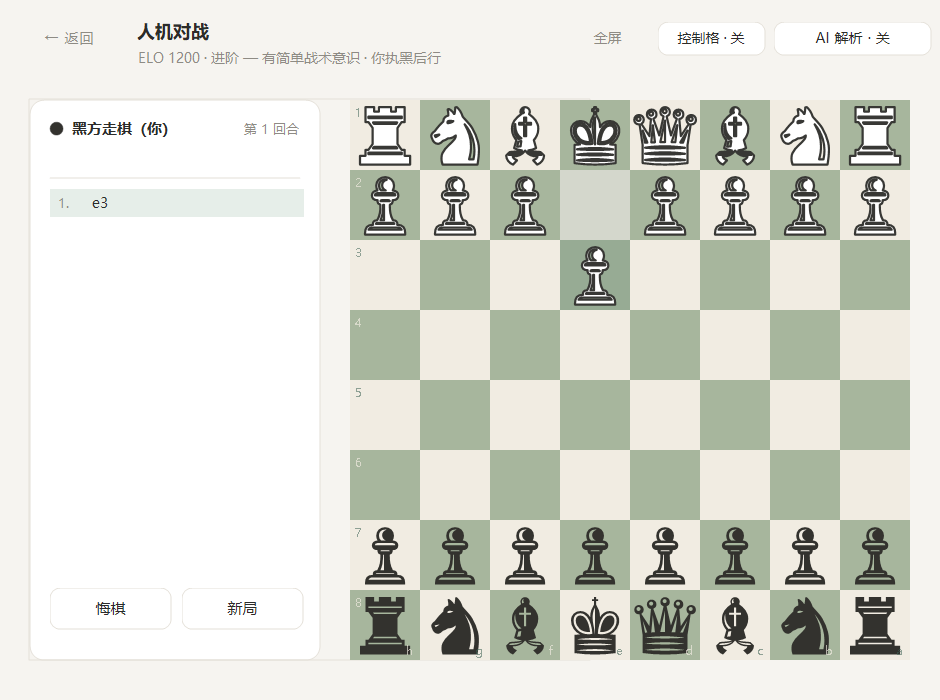 ← 返回
人机对战
ELO 1200 · 进阶 — 有简单战术意识 · 你执黑后行
全屏
控制格 · 关
AI 解析 · 关
黑方走棋（你）
第 1 回合
1. e3
悔棋
新局
1
2
3
4
5
6
7
8
h g f e d c b a